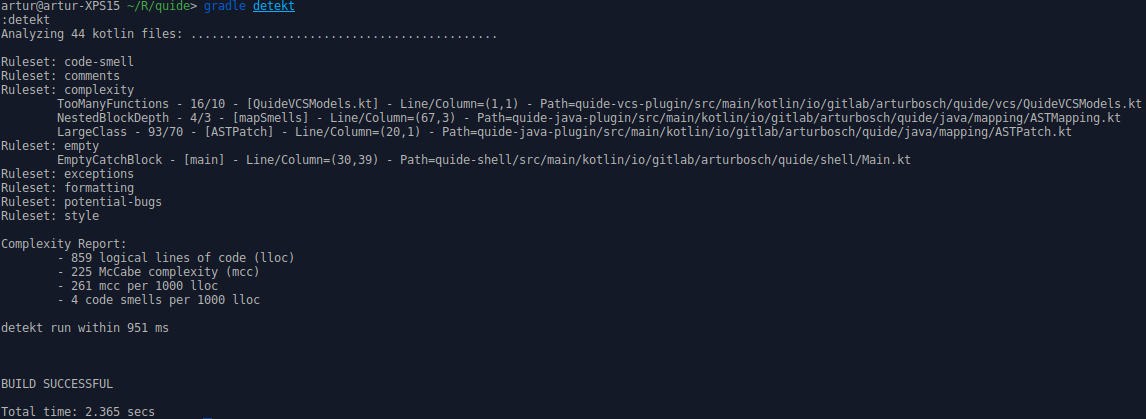 artur@artur-XPS15 ~/R/quide> gradle detekt
:detekt
Analyzing 44 kotlin files: ............................................
Ruleset: code-smell
Ruleset: comments
Ruleset: complexity
TooManyFunctions - 16/10 - [QuideVCSModels.kt] - Line/Column=(1,1) - Path=quide-vcs-plugin/src/main/kotlin/io/gitlab/arturbosch/quide/vcs/QuideVCSModels.kt
NestedBlockDepth - 4/3 - [mapSmells] - Line/Column=(67,3) - Path=quide-java-plugin/src/main/kotlin/io/gitlab/arturbosch/quide/java/mapping/ASTMapping.kt
LargeClass - 93/70 - [ASTPatch] - Line/Column=(20,1) - Path=quide-java-plugin/src/main/kotlin/io/gitlab/arturbosch/quide/java/mapping/ASTPatch.kt
Ruleset: empty
EmptyCatchBlock - [main] - Line/Column=(30,39) - Path=quide-shell/src/main/kotlin/io/gitlab/arturbosch/quide/shell/Main.kt
Ruleset: exceptions
Ruleset: formatting
Ruleset: potential-bugs
Ruleset: style
Complexity Report:
- 859 logical lines of code (lloc)
- 225 McCabe complexity (mcc)
- 261 mcc per 1000 lloc
- 4 code smells per 1000 lloc
detekt run within 951 ms
BUILD SUCCESSFUL
Total time: 2.365 secs